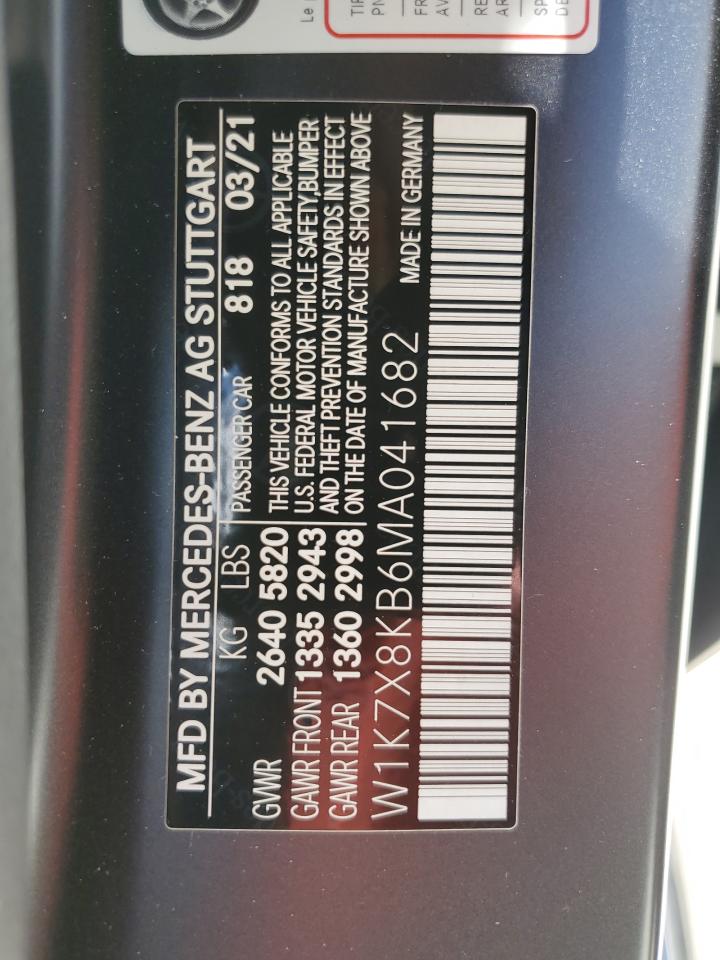 MFD BY MERCEDES-BENZ AG STUTTGART
KG LBS PASSENGER CAR 818 03/21
GVWR 2640 5820 THIS VEHICLE CONFORMS TO ALL APPLICABLE
GAWR FRONT 1335 2943 U.S. FEDERAL MOTOR VEHICLE SAFETY,BUMPER
GAWR REAR 1360 2998 AND THEFT PREVENTION STANDARDS IN EFFECT
ON THE DATE OF MANUFACTURE SHOWN ABOVE
W1K7X8KB6MA041682 MADE IN GERMANY
Le